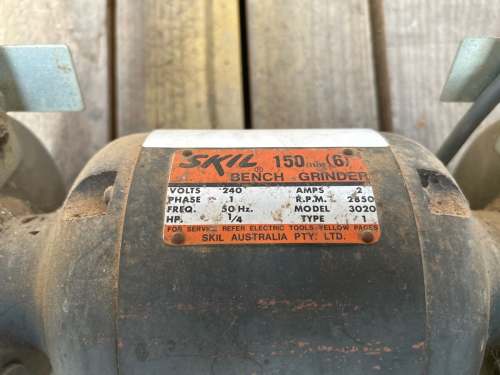 SKIL® 150mm (6)
BENCH GRINDER
VOLTS 240 AMPS 2
PHASE 1 R.P.M. 2850
FREQ. 50 Hz. MODEL 3020
HP. 1/4 TYPE 1
FOR SERVICE REFER ELECTRIC TOOLS-YELLOW PAGES
SKIL AUSTRALIA PTY. LTD.